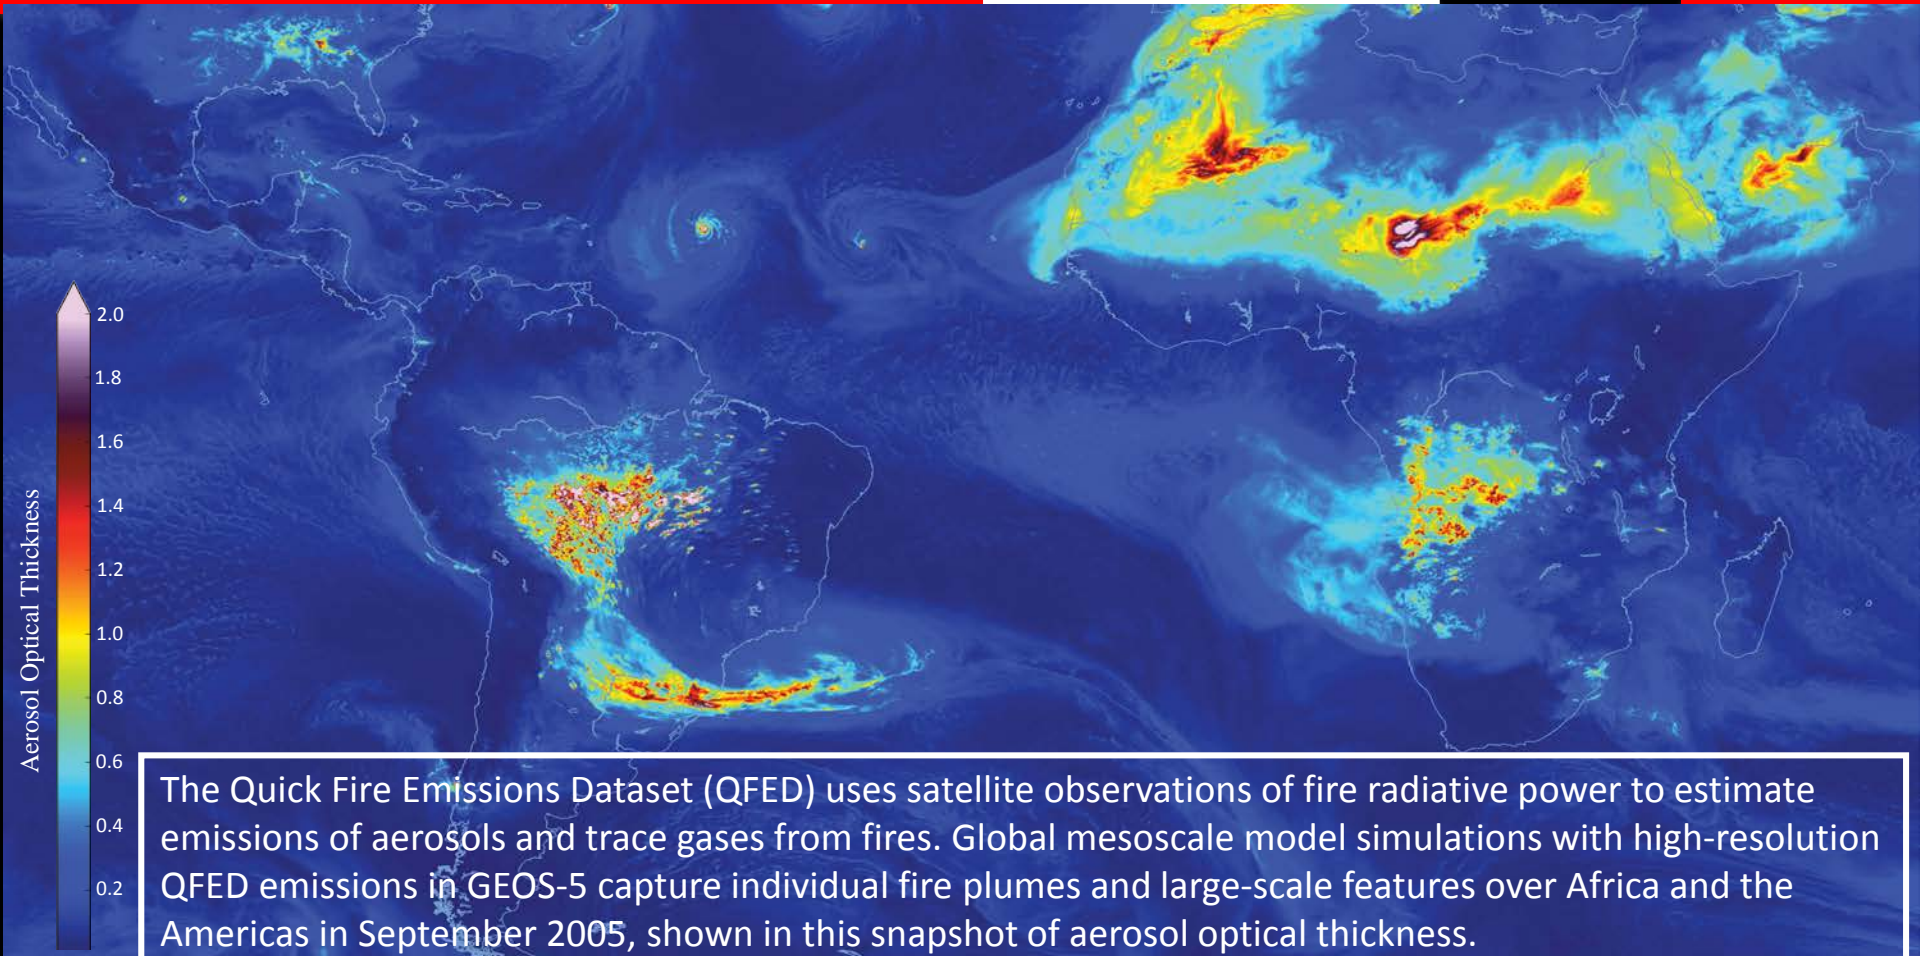 2.0
1.8
1.6
1.4
1.2
1.0
0.8
0.6
0.4
0.2
Aerosol Optical Thickness
The Quick Fire Emissions Dataset (QFED) uses satellite observations of fire radiative power to estimate
emissions of aerosols and trace gases from fires. Global mesoscale model simulations with high-resolution
QFED emissions in GEOS-5 capture individual fire plumes and large-scale features over Africa and the
Americas in September 2005, shown in this snapshot of aerosol optical thickness.